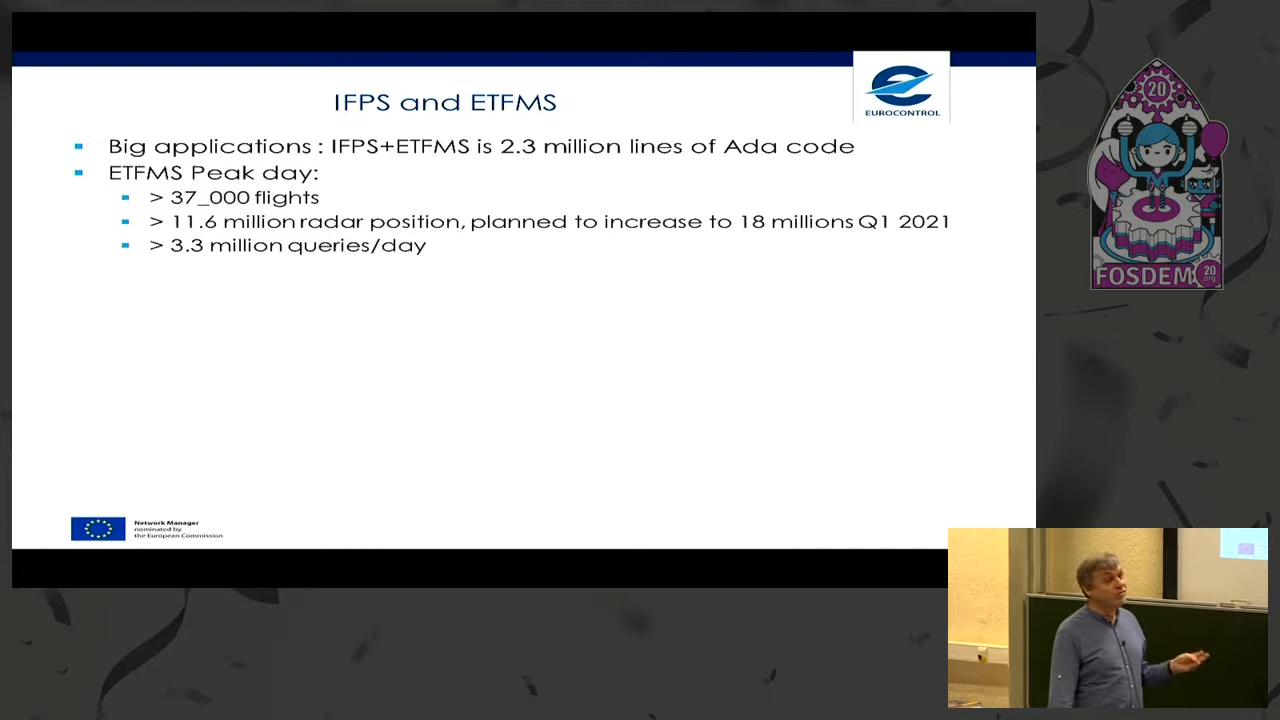 IFPS and ETFMS
EUROCONTROL
Big applications : IFPS+ETFMS is 2.3 million lines of Ada code
ETFMS Peak day:
> 37_000 flights
> 11.6 million radar position, planned to increase to 18 millions Q1 2021
> 3.3 million queries/day
Network Manager
nominated by
the European Commission
20
FOSDEM
20
.org